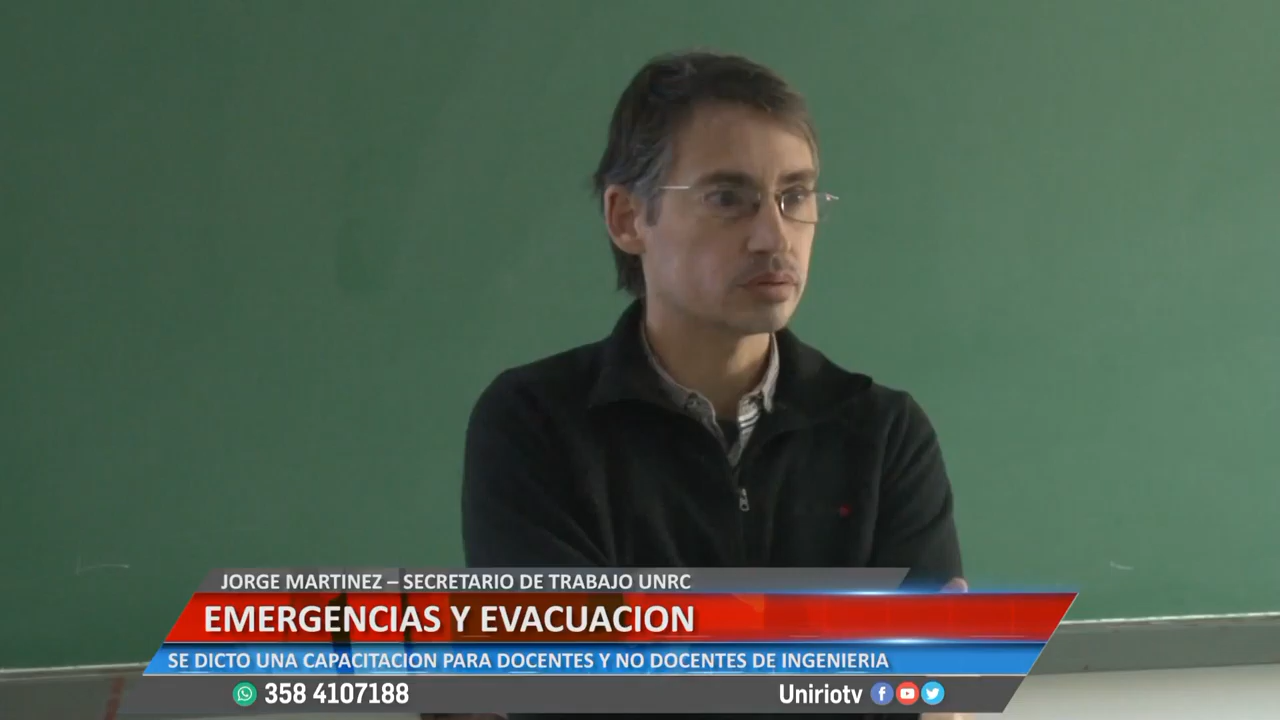 JORGE MARTINEZ – SECRETARIO DE TRABAJO UNRC
EMERGENCIAS Y EVACUACION
SE DICTO UNA CAPACITACION PARA DOCENTES Y NO DOCENTES DE INGENIERIA
358 4107188 Uniriotv